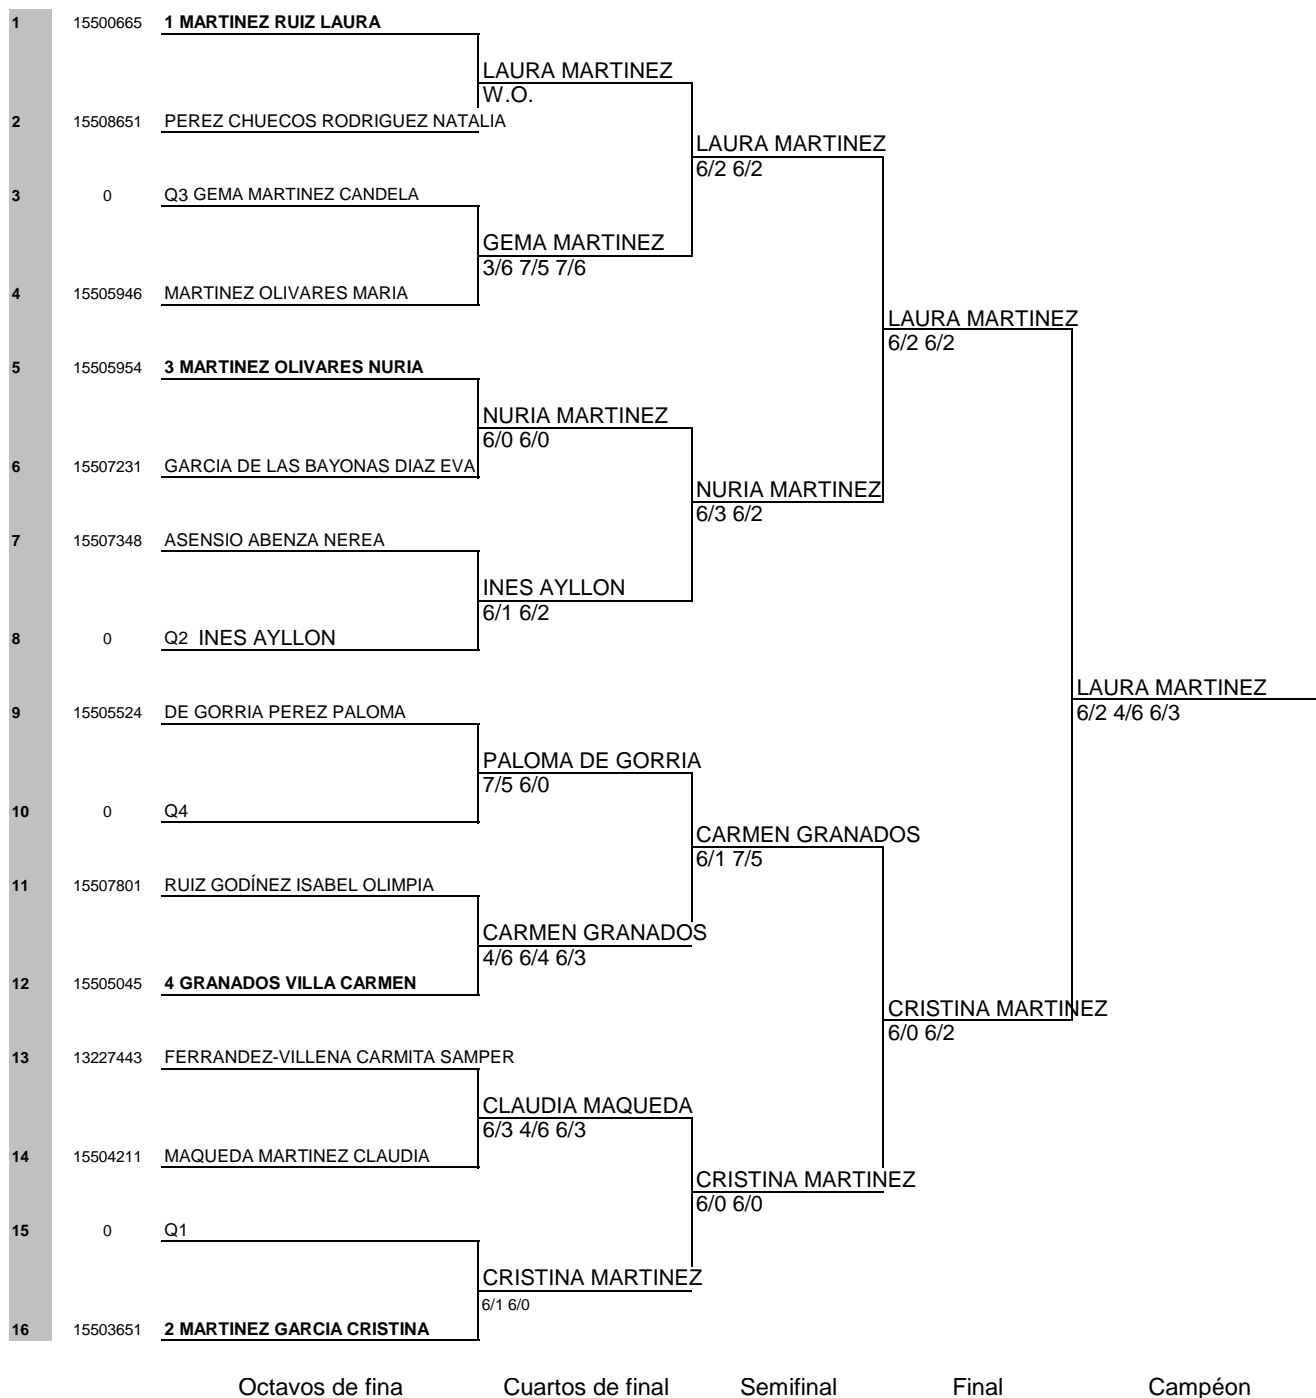 1 15500665 1 MARTINEZ RUIZ LAURA
LAURA MARTINEZ
W.O.
2 15508651 PEREZ CHUECOS RODRIGUEZ NATALIA
LAURA MARTINEZ
6/2 6/2
3 0 Q3 GEMA MARTINEZ CANDELA
GEMA MARTINEZ
3/6 7/5 7/6
4 15505946 MARTINEZ OLIVARES MARIA
LAURA MARTINEZ
6/2 6/2
5 15505954 3 MARTINEZ OLIVARES NURIA
NURIA MARTINEZ
6/0 6/0
6 15507231 GARCIA DE LAS BAYONAS DIAZ EVA
NURIA MARTINEZ
6/3 6/2
7 15507348 ASENSIO ABENZA NEREA
INES AYLLON
6/1 6/2
8 0 Q2 INES AYLLON
LAURA MARTINEZ
6/2 4/6 6/3
9 15505524 DE GORRIA PEREZ PALOMA
PALOMA DE GORRIA
7/5 6/0
10 0 Q4
CARMEN GRANADOS
6/1 7/5
11 15507801 RUIZ GODÍNEZ ISABEL OLIMPIA
CARMEN GRANADOS
4/6 6/4 6/3
12 15505045 4 GRANADOS VILLA CARMEN
CRISTINA MARTINEZ
6/0 6/2
13 13227443 FERRANDEZ-VILLENA CARMITA SAMPER
CLAUDIA MAQUEDA
6/3 4/6 6/3
14 15504211 MAQUEDA MARTINEZ CLAUDIA
CRISTINA MARTINEZ
6/0 6/0
15 0 Q1
CRISTINA MARTINEZ
6/1 6/0
16 15503651 2 MARTINEZ GARCIA CRISTINA
Octavos de fina Cuartos de final Semifinal Final Campéon